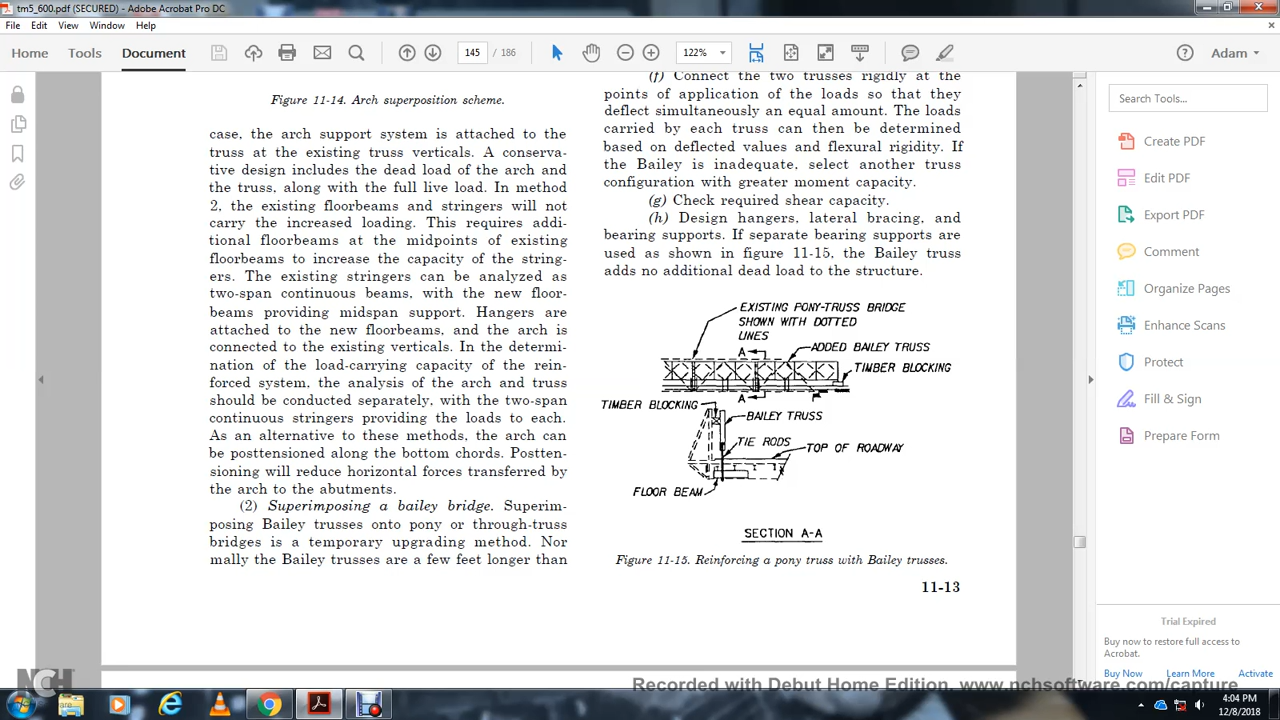 tm5_600.pdf (SECURED) - Adobe Acrobat Pro DC
File Edit View Window Help
Home Tools Document 145 / 186 122% Adam
Figure 11-14. Arch superposition scheme.
case, the arch support system is attached to the
truss at the existing truss verticals. A conserva-
tive design includes the dead load of the arch and
the truss, along with the full live load. In method
2, the existing floorbeams and stringers will not
carry the increased loading. This requires addi-
tional floorbeams at the midpoints of existing
floorbeams to increase the capacity of the string-
ers. The existing stringers can be analyzed as
two-span continuous beams, with the new floor-
beams providing midspan support. Hangers are
attached to the new floorbeams, and the arch is
connected to the existing verticals. In the determi-
nation of the load-carrying capacity of the rein-
forced system, the analysis of the arch and truss
should be conducted separately, with the two-span
continuous stringers providing the loads to each.
As an alternative to these methods, the arch can
be posttensioned along the bottom chords. Postten-
sioning will reduce horizontal forces transferred by
the arch to the abutments.
(2) Superimposing a bailey bridge. Superim-
posing Bailey trusses onto pony or through-truss
bridges is a temporary upgrading method. Nor
mally the Bailey trusses are a few feet longer than
(f) Connect the two trusses rigidly at the
points of application of the loads so that they
deflect simultaneously an equal amount. The loads
carried by each truss can then be determined
based on deflected values and flexural rigidity. If
the Bailey is inadequate, select another truss
configuration with greater moment capacity.
(g) Check required shear capacity.
(h) Design hangers, lateral bracing, and
bearing supports. If separate bearing supports are
used as shown in figure 11-15, the Bailey truss
adds no additional dead load to the structure.
EXISTING PONY-TRUSS BRIDGE
SHOWN WITH DOTTED
LINES
A
ADDED BAILEY TRUSS
TIMBER BLOCKING
A
TIMBER BLOCKING
BAILEY TRUSS
TIE RODS
TOP OF ROADWAY
FLOOR BEAM
SECTION A-A
Figure 11-15. Reinforcing a pony truss with Bailey trusses.
11-13
Search Tools...
Create PDF
Edit PDF
Export PDF
Comment
Organize Pages
Enhance Scans
Protect
Fill & Sign
Prepare Form
Trial Expired
Buy now to restore full access to
Acrobat.
Buy Now Learn More Activate
NCH
Recorded with Debut Home Edition. www.nchsoftware.com/capture
4:04 PM
12/8/2018